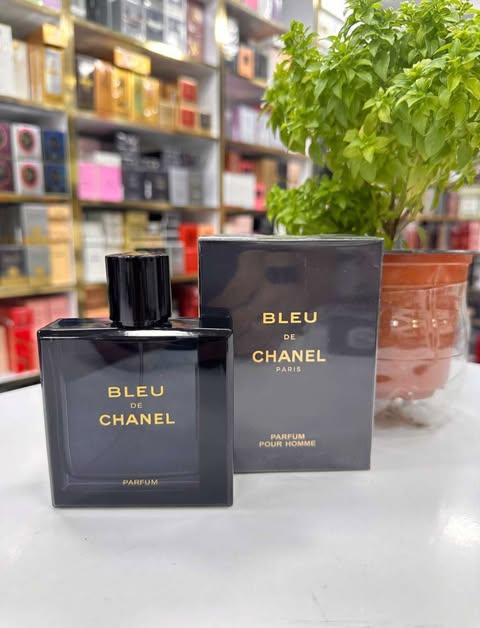 BLEU
DE
CHANEL
PARFUM
BLEU
DE
CHANEL
PARIS
PARFUM
POUR HOMME